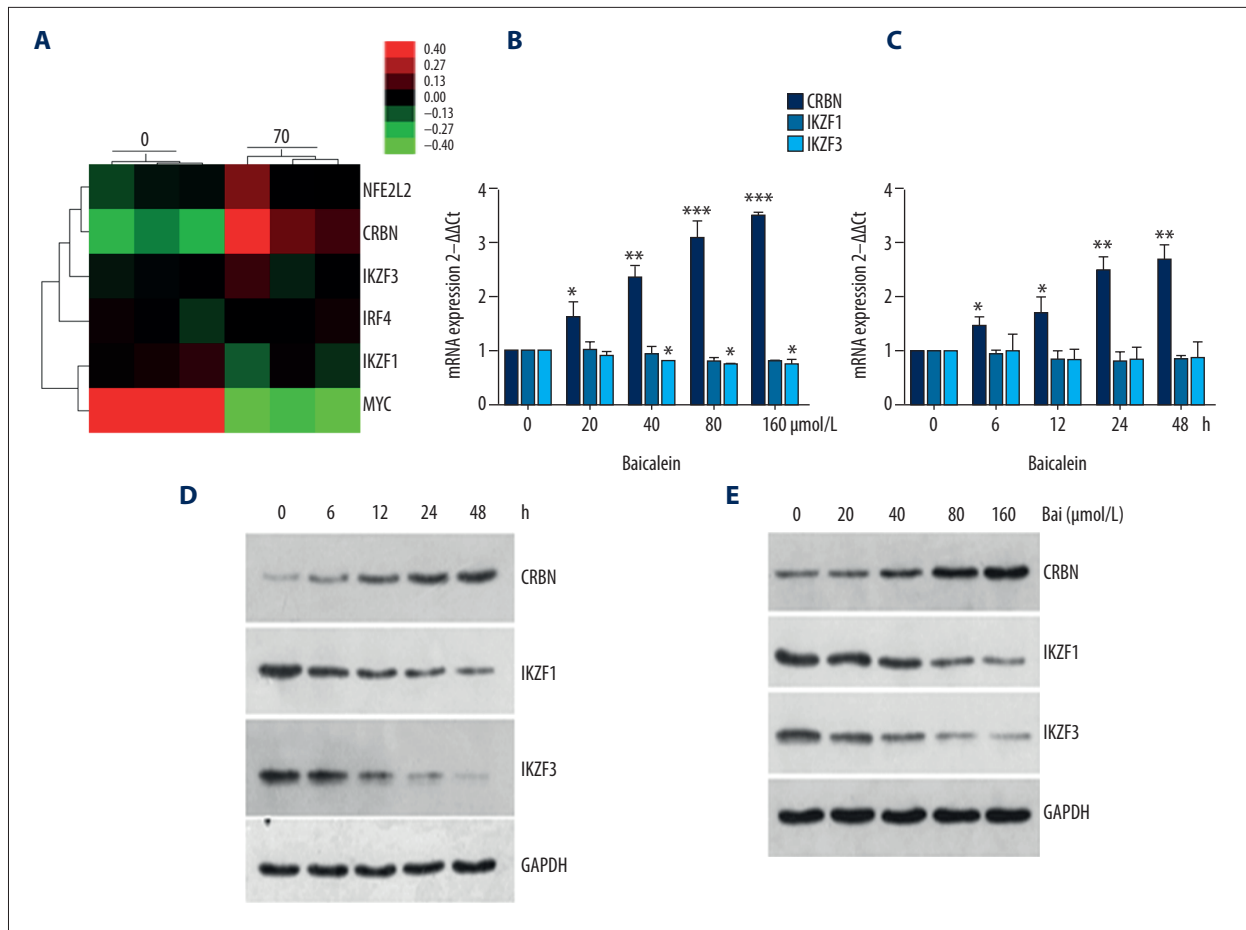 A
0.40
0.27
0.13
0.00
–0.13
–0.27
–0.40
0
70
NFE2L2
CRBN
IKZF3
IRF4
IKZF1
MYC
B
CRBN
IKZF1
IKZF3
mRNA expression 2–ΔΔCt
4
3
2
1
0
* ** * *** * *** *
0 20 40 80 160 µmol/L
Baicalein
C
mRNA expression 2–ΔΔCt
4
3
2
1
0
* * ** **
0 6 12 24 48 h
Baicalein
D
0 6 12 24 48 h
CRBN
IKZF1
IKZF3
GAPDH
E
0 20 40 80 160 Bai (µmol/L)
CRBN
IKZF1
IKZF3
GAPDH